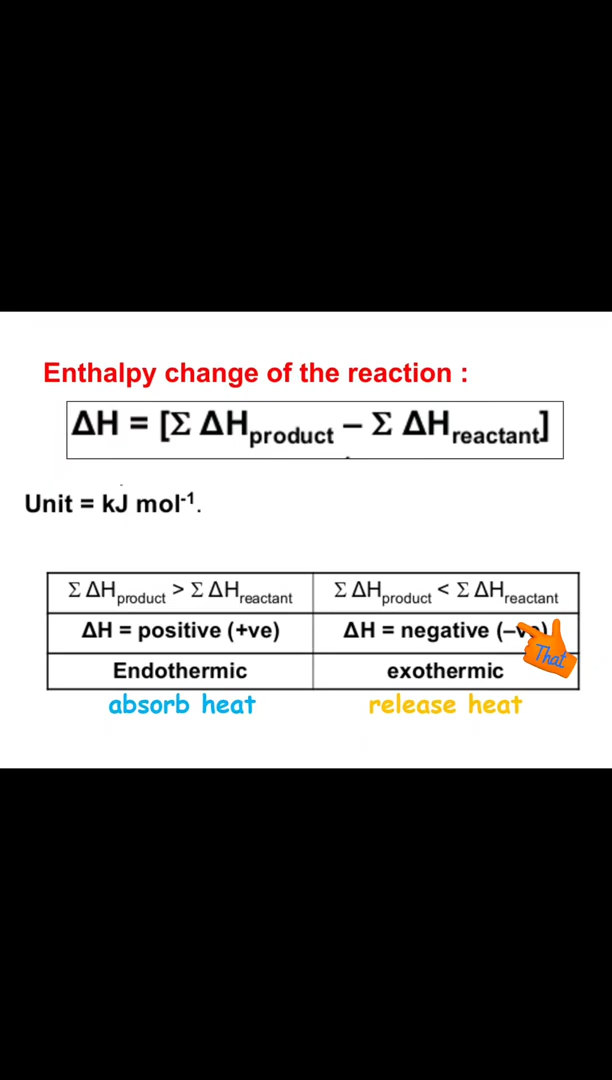 Enthalpy change of the reaction :
ΔH = [Σ ΔHproduct – Σ ΔHreactant]
Unit = kJ mol-1.
Σ ΔHproduct > Σ ΔHreactant
Σ ΔHproduct < Σ ΔHreactant
ΔH = positive (+ve)
ΔH = negative
That
Endothermic
exothermic
absorb heat
release heat